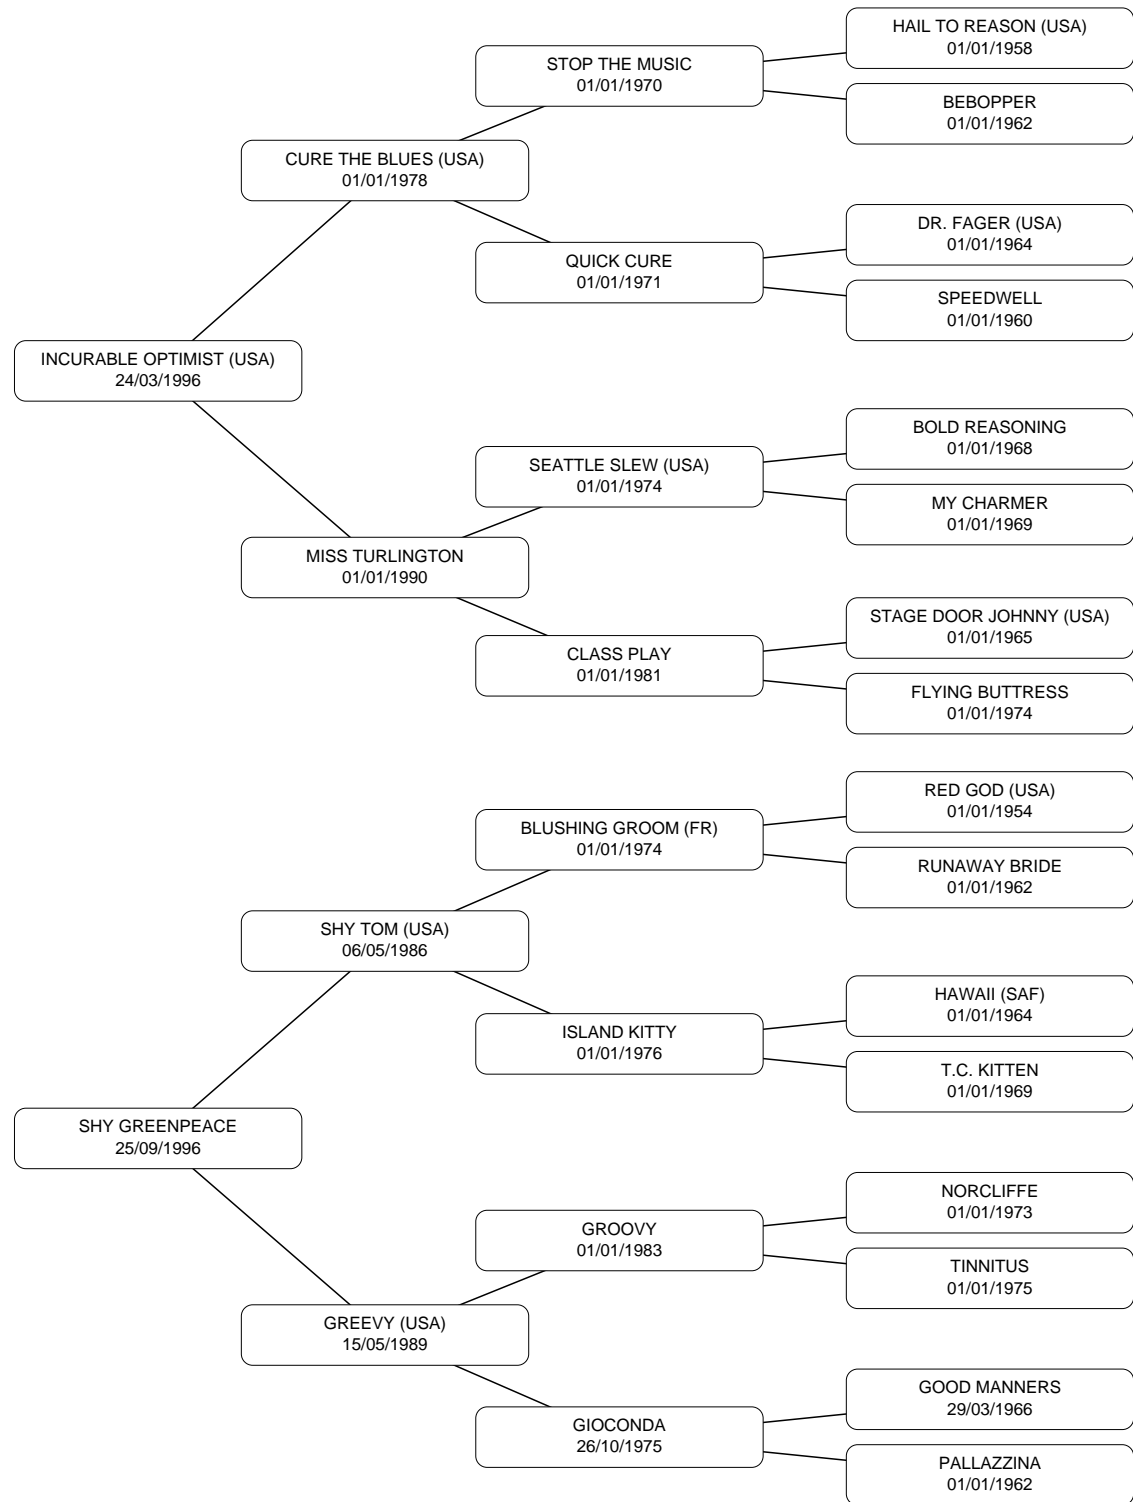 HAIL TO REASON (USA)
01/01/1958
STOP THE MUSIC
01/01/1970
BEBOPPER
01/01/1962
CURE THE BLUES (USA)
01/01/1978
DR. FAGER (USA)
01/01/1964
QUICK CURE
01/01/1971
SPEEDWELL
01/01/1960
INCURABLE OPTIMIST (USA)
24/03/1996
BOLD REASONING
01/01/1968
SEATTLE SLEW (USA)
01/01/1974
MY CHARMER
01/01/1969
MISS TURLINGTON
01/01/1990
STAGE DOOR JOHNNY (USA)
01/01/1965
CLASS PLAY
01/01/1981
FLYING BUTTRESS
01/01/1974
RED GOD (USA)
01/01/1954
BLUSHING GROOM (FR)
01/01/1974
RUNAWAY BRIDE
01/01/1962
SHY TOM (USA)
06/05/1986
HAWAII (SAF)
01/01/1964
ISLAND KITTY
01/01/1976
T.C. KITTEN
01/01/1969
SHY GREENPEACE
25/09/1996
NORCLIFFE
01/01/1973
GROOVY
01/01/1983
TINNITUS
01/01/1975
GREEVY (USA)
15/05/1989
GOOD MANNERS
29/03/1966
GIOCONDA
26/10/1975
PALLAZZINA
01/01/1962